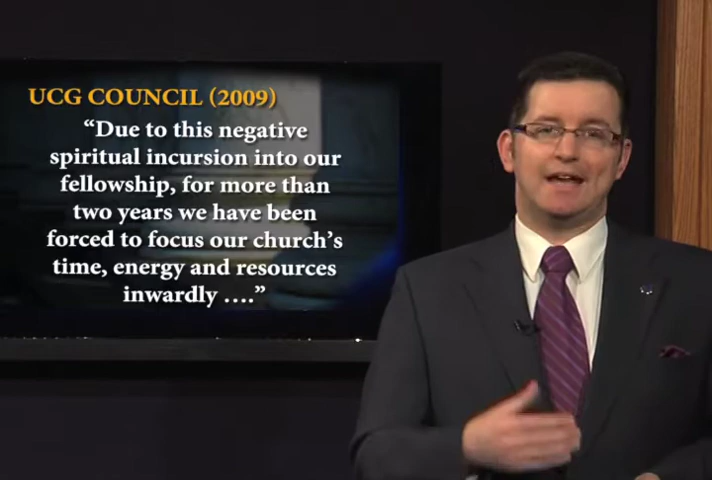 UCG COUNCIL (2009)
“Due to this negative
spiritual incursion into our
fellowship, for more than
two years we have been
forced to focus our church’s
time, energy and resources
inwardly ….”